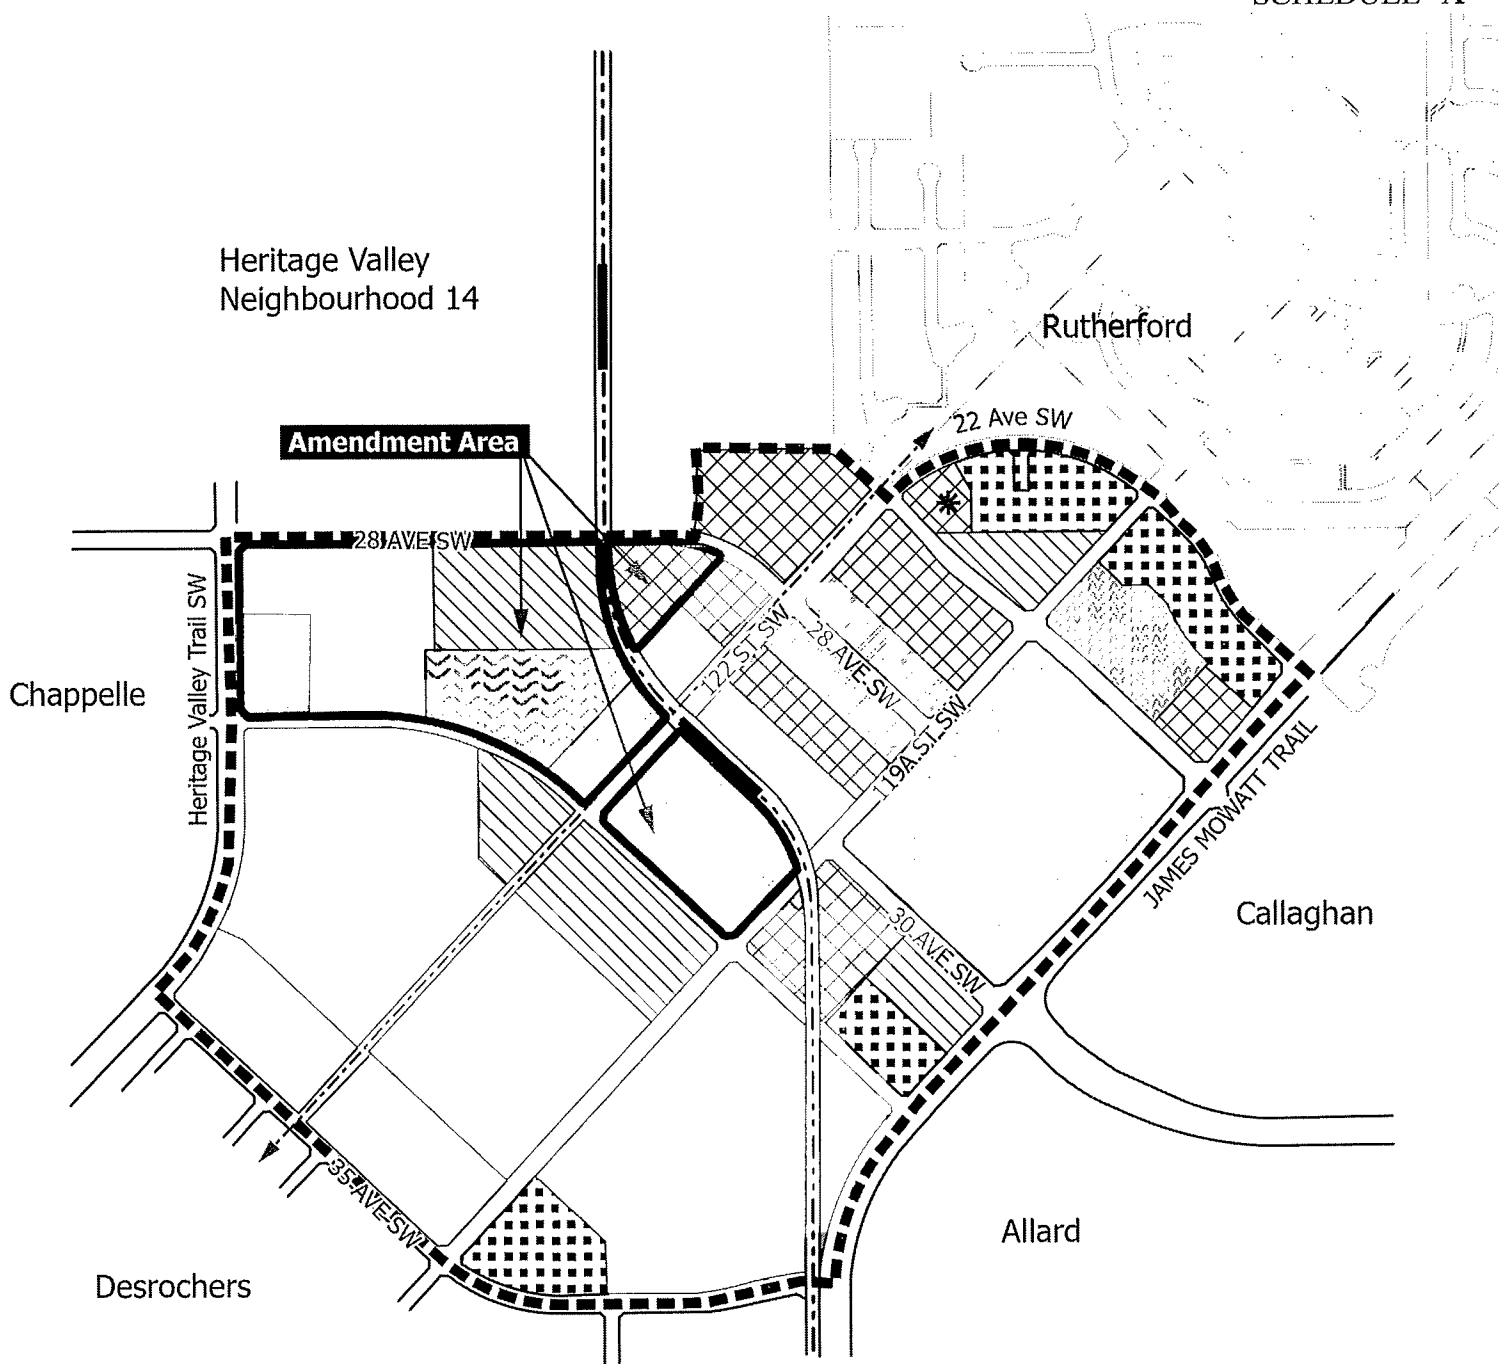 SCHEDULE "A"
Heritage Valley
Neighbourhood 14
Rutherford
22 Ave SW
Amendment Area
28 AVE SW
Heritage Valley Trail SW
122 ST SW
28 AVE SW
Chappelle
119A ST SW
JAMES MOWATT TRAIL
30 AVE SW
Callaghan
35 AVE SW
Allard
Desrochers